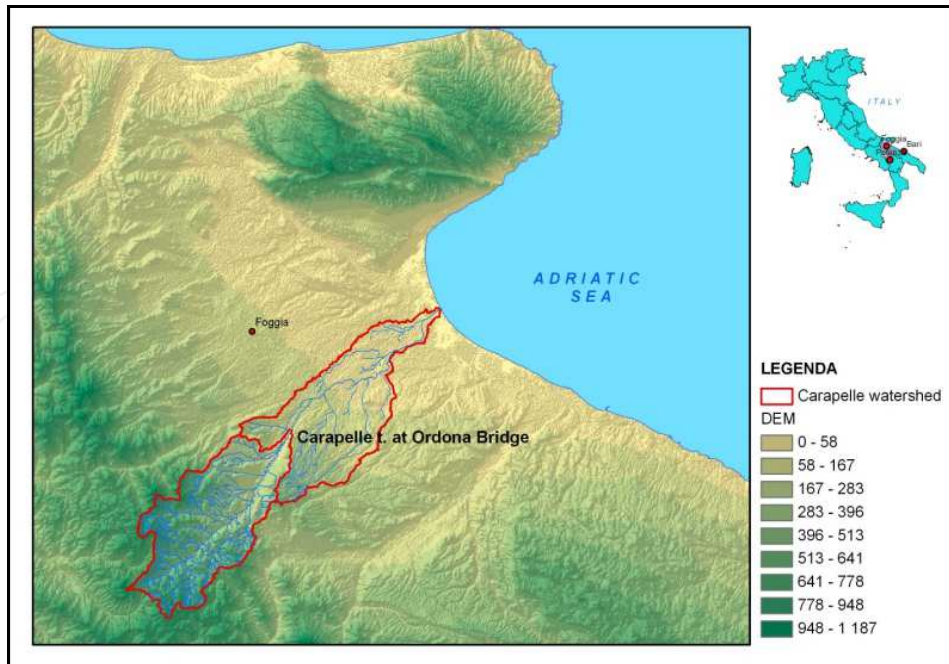 ITALY
Foggia
Bari
ADRIATIC
SEA
Foggia
Carapelle t. at Ordona Bridge
LEGENDA
Carapelle watershed
DEM
0 - 58
58 - 167
167 - 283
283 - 396
396 - 513
513 - 641
641 - 778
778 - 948
948 - 1 187